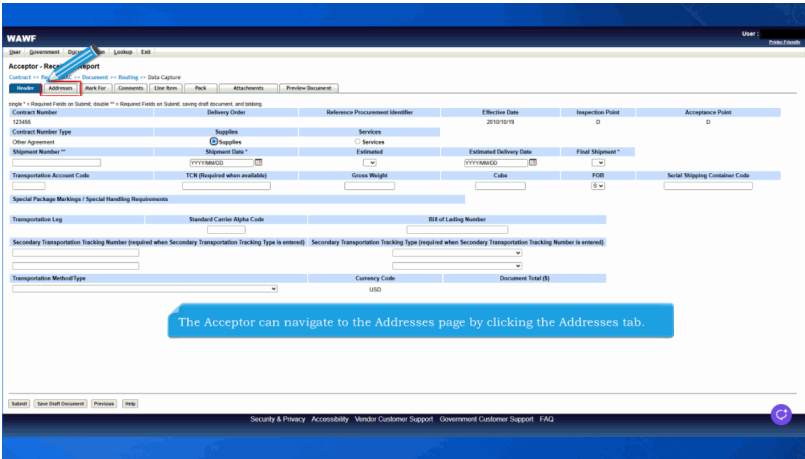 User :
WAWF
Printer Friendly
User Government Lookup Exit
Acceptor - Report
Contract >> >> Document >> Routing >> Data Capture
Header Addresses Mark For Comments Line Item Pack Attachments Preview Document
single * = Required Fields on Submit; double ** = Required Fields on Submit, saving draft document, and tabbing.
Contract Number Delivery Order Reference Procurement Identifier Effective Date Inspection Point Acceptance Point
123456 2010/10/19 D D
Contract Number Type Supplies Services
Other Agreement Supplies Services
Shipment Number ** Shipment Date * Estimated Estimated Delivery Date Final Shipment *
YYYY/MM/DD YYYY/MM/DD
Transportation Account Code TCN (Required when available) Gross Weight Cube FOB Serial Shipping Container Code
S
Special Package Markings / Special Handling Requirements
Transportation Leg Standard Carrier Alpha Code Bill of Lading Number
Secondary Transportation Tracking Number (required when Secondary Transportation Tracking Type is entered) Secondary Transportation Tracking Type (required when Secondary Transportation Tracking Number is entered)
Transportation Method/Type Currency Code Document Total ($)
USD
The Acceptor can navigate to the Addresses page by clicking the Addresses tab.
Submit Save Draft Document Previous Help
Security & Privacy Accessibility Vendor Customer Support Government Customer Support FAQ